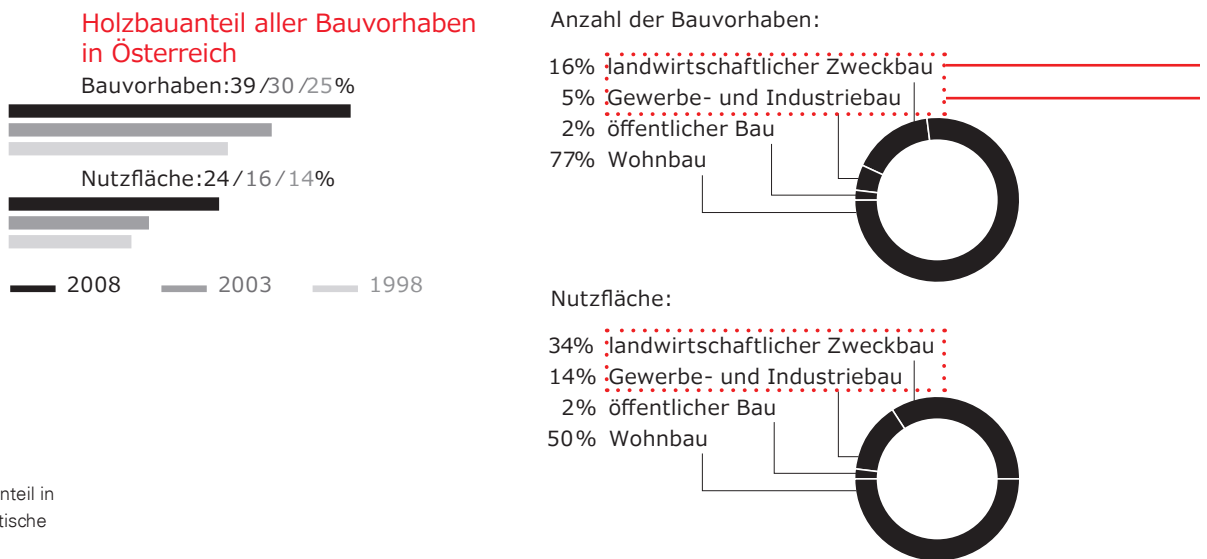 Holzbauanteil aller Bauvorhaben
in Österreich
Bauvorhaben:39/30/25%
Nutzfläche:24/16/14%
2008 2003 1998
Anzahl der Bauvorhaben:
16% landwirtschaftlicher Zweckbau
5% Gewerbe- und Industriebau
2% öffentlicher Bau
77% Wohnbau
Nutzfläche:
34% landwirtschaftlicher Zweckbau
14% Gewerbe- und Industriebau
2% öffentlicher Bau
50% Wohnbau
nteil in
tische